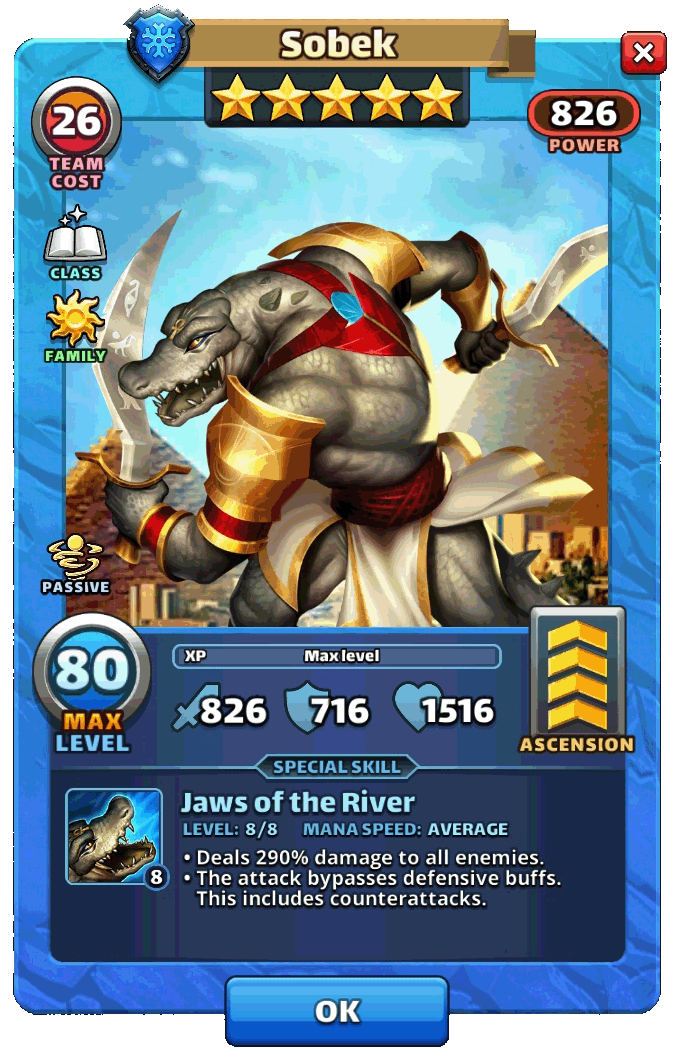 Sobek
26
TEAM
COST
826
POWER
CLASS
FAMILY
PASSIVE
80
MAX
LEVEL
XP Max level
826 716 1516
ASCENSION
SPECIAL SKILL
Jaws of the River
LEVEL: 8/8 MANA SPEED: AVERAGE
8
• Deals 290% damage to all enemies.
• The attack bypasses defensive buffs.
This includes counterattacks.
OK